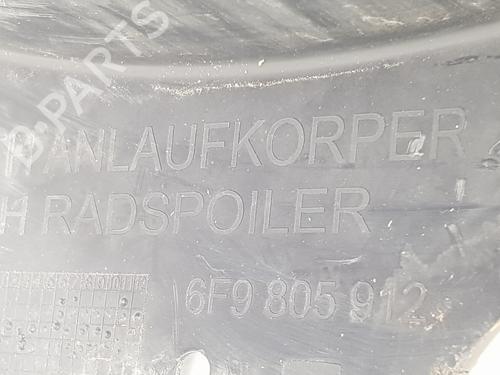 ANLAUFKORPER
H RADSPOILER
6F9 805 912
B-PARTS